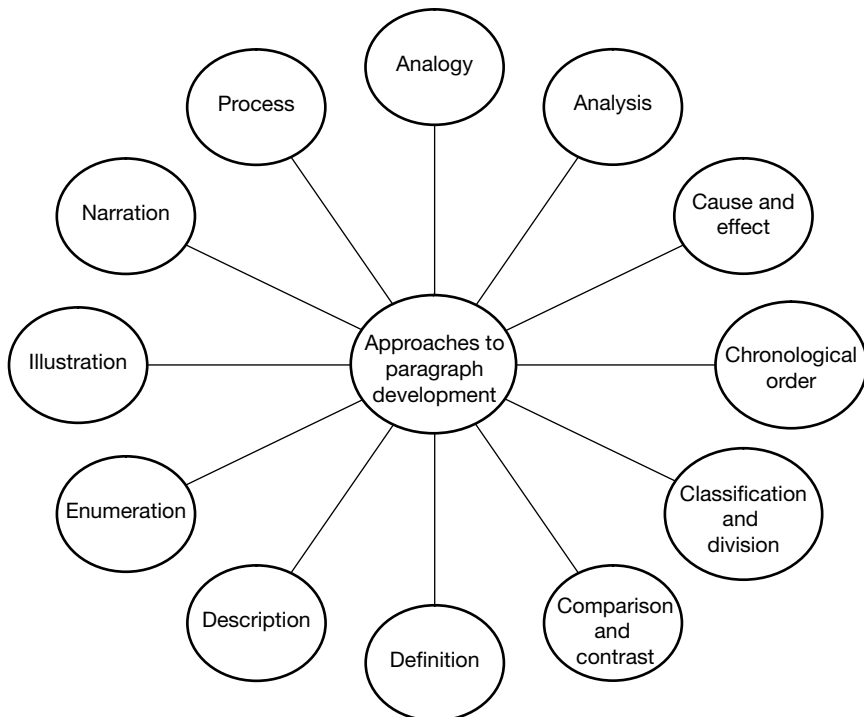 Analogy
Analysis
Cause and
effect
Chronological
order
Classification
and
division
Comparison
and
contrast
Definition
Description
Enumeration
Illustration
Narration
Process
Approaches to
paragraph
development